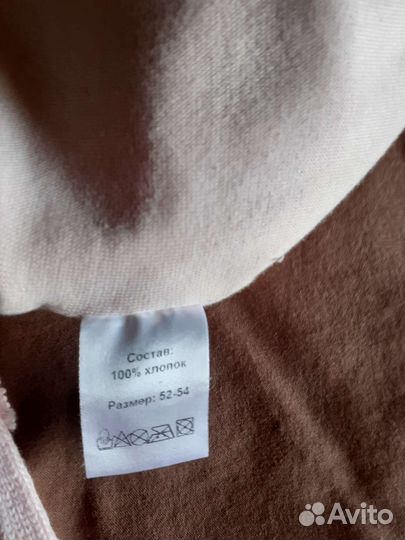 Состав:
100% хлопок
Размер: 52-54
Avito